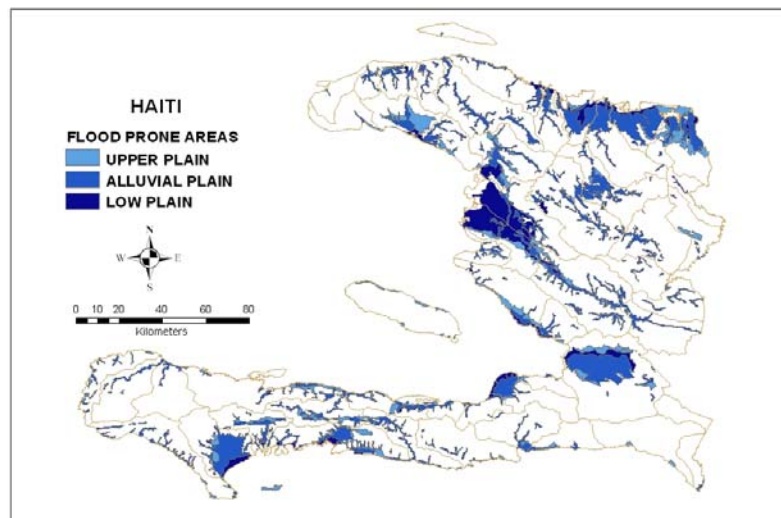 HAITI
FLOOD PRONE AREAS
UPPER PLAIN
ALLUVIAL PLAIN
LOW PLAIN
N
W E
S
0 10 20 40 60 80
Kilometers